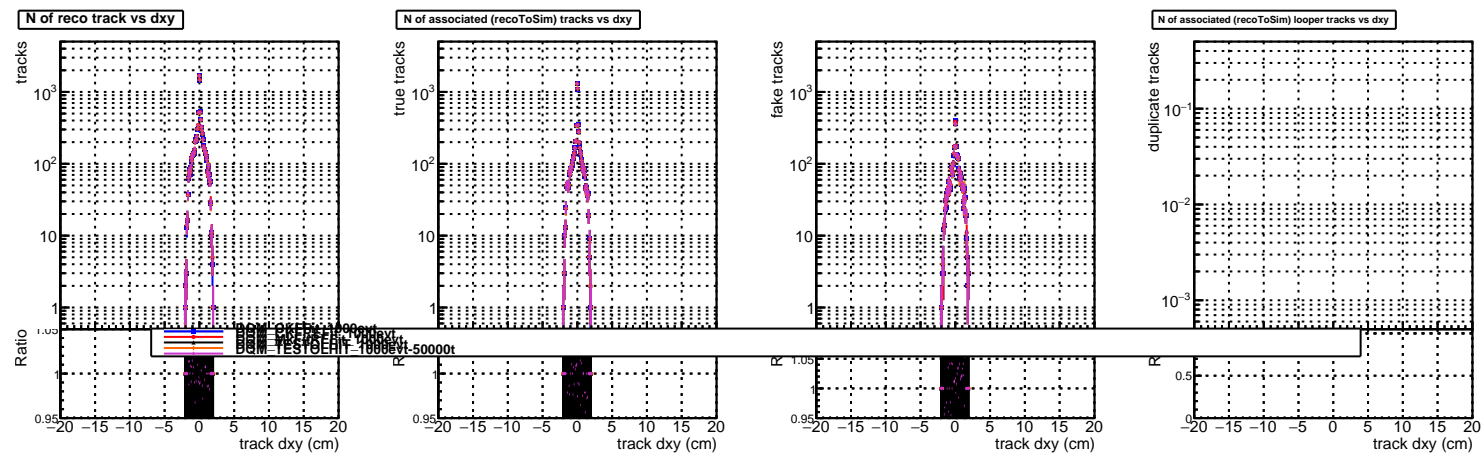 N of reco track vs dxy
tracks
10³
10²
10
1
1.05
Ratio
1
0.95
−20 −15 −10 −5 0 5 10 15 20
track dxy (cm)
N of associated (recoToSim) tracks vs dxy
true tracks
10³
10²
10
1
1
0.95
−20 −15 −10 −5 0 5 10 15 20
track dxy (cm)
fake tracks
10³
10²
10
1
1.05
1
0.95
−20 −15 −10 −5 0 5 10 15 20
track dxy (cm)
N of associated (recoToSim) looper tracks vs dxy
duplicate tracks
10⁻¹
10⁻²
10⁻³
0.5
0
−20 −15 −10 −5 0 5 10 15 20
track dxy (cm)
DQM_TESTOLHIT−1000evt-50000t